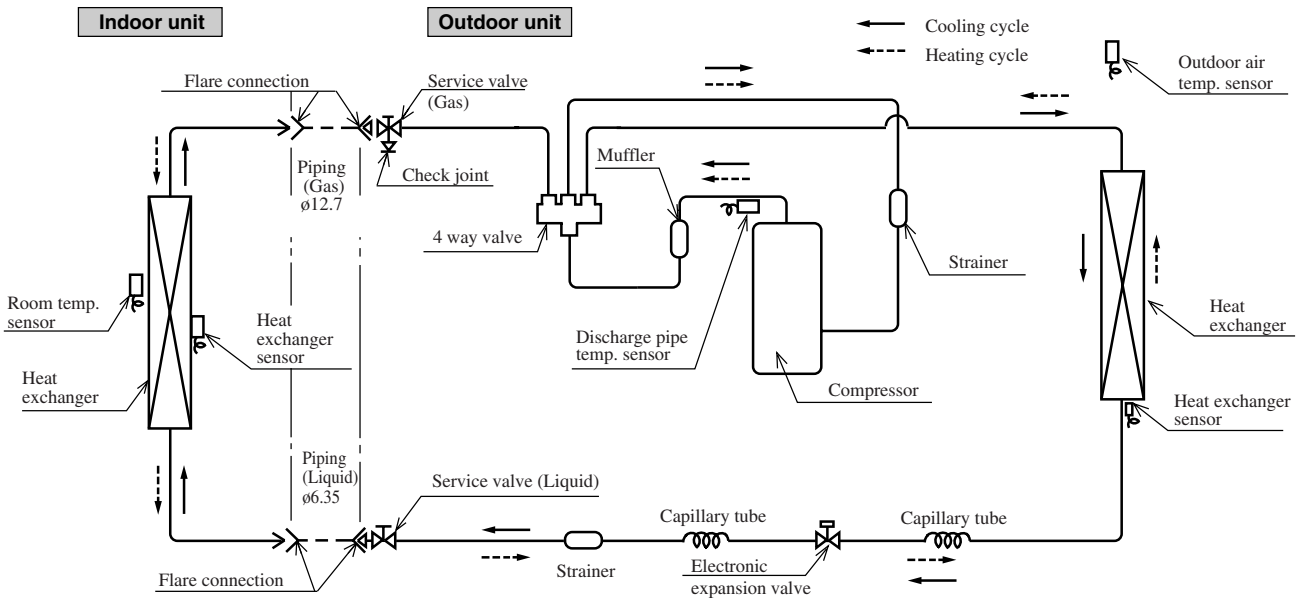 Indoor unit
Outdoor unit
Cooling cycle
Heating cycle
Outdoor air
temp. sensor
Flare connection
Service valve
(Gas)
Piping
(Gas)
ø12.7
Check joint
Muffler
4 way valve
Strainer
Room temp.
sensor
Heat
exchanger
sensor
Discharge pipe
temp. sensor
Heat
exchanger
Heat
exchanger
Compressor
Heat exchanger
sensor
Piping
(Liquid)
ø6.35
Service valve (Liquid)
Capillary tube
Capillary tube
Flare connection
Strainer
Electronic
expansion valve